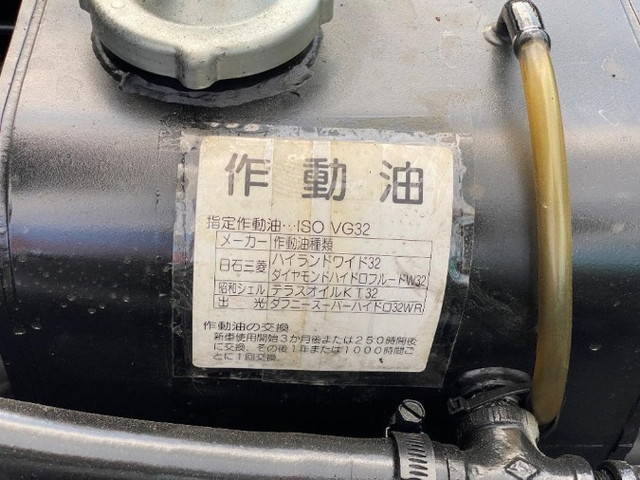 作動油
指定作動油…ISO VG32
メーカー 作動油種類
日石三菱 ハイランドワイド32
ダイヤモンドハイドロフルードW32
昭和シェル テラスオイルKT32
出光 ダフニースーパーハイドロ32WR
作動油の交換
新車使用開始3か月後または250時間後
に交換、その後1年または1000時間ご
とに1回交換。